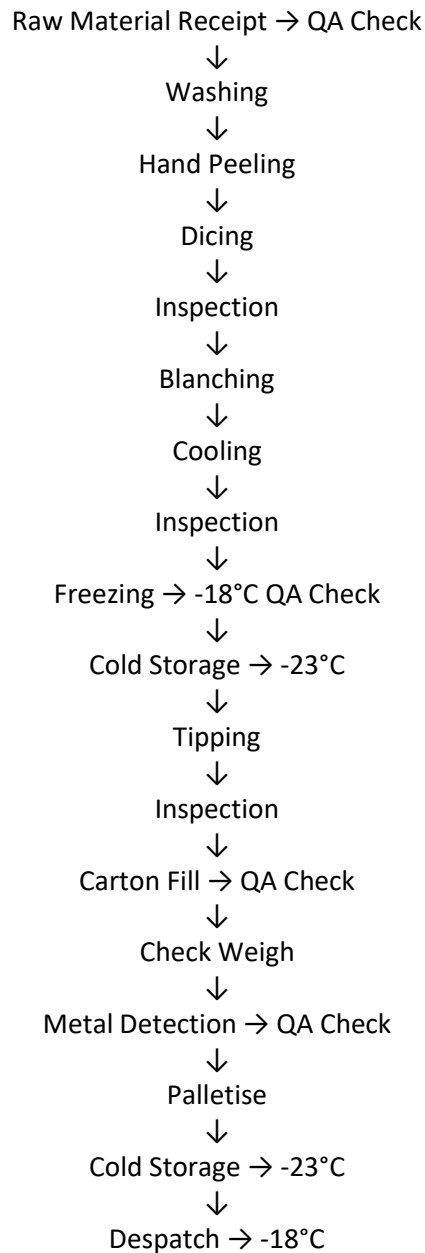 Raw Material Receipt → QA Check
↓
Washing
↓
Hand Peeling
↓
Dicing
↓
Inspection
↓
Blanching
↓
Cooling
↓
Inspection
↓
Freezing → -18°C QA Check
↓
Cold Storage → -23°C
↓
Tipping
↓
Inspection
↓
Carton Fill → QA Check
↓
Check Weigh
↓
Metal Detection → QA Check
↓
Palletise
↓
Cold Storage → -23°C
↓
Despatch → -18°C